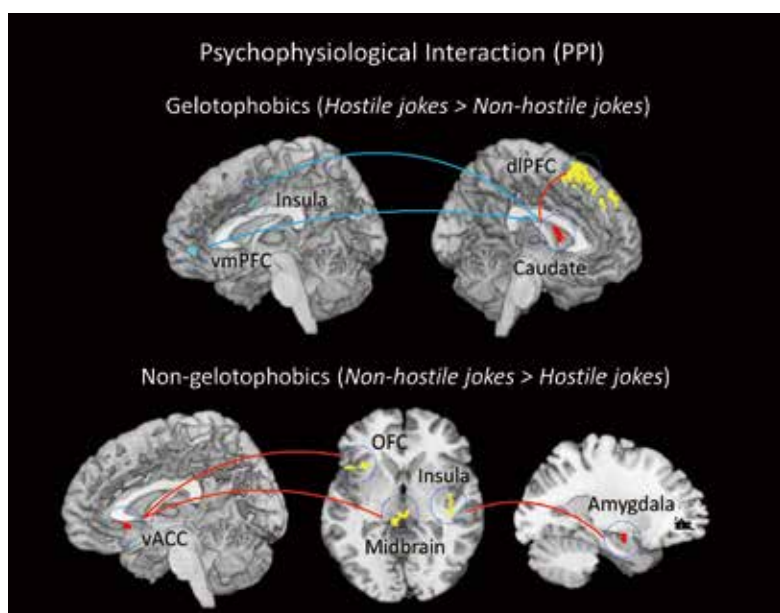 Psychophysiological Interaction (PPI)
Gelotophobics (Hostile jokes > Non-hostile jokes)
dlPFC
Insula
vmPFC
Caudate
Non-gelotophobics (Non-hostile jokes > Hostile jokes)
OFC
Insula
Amygdala
vACC
Midbrain